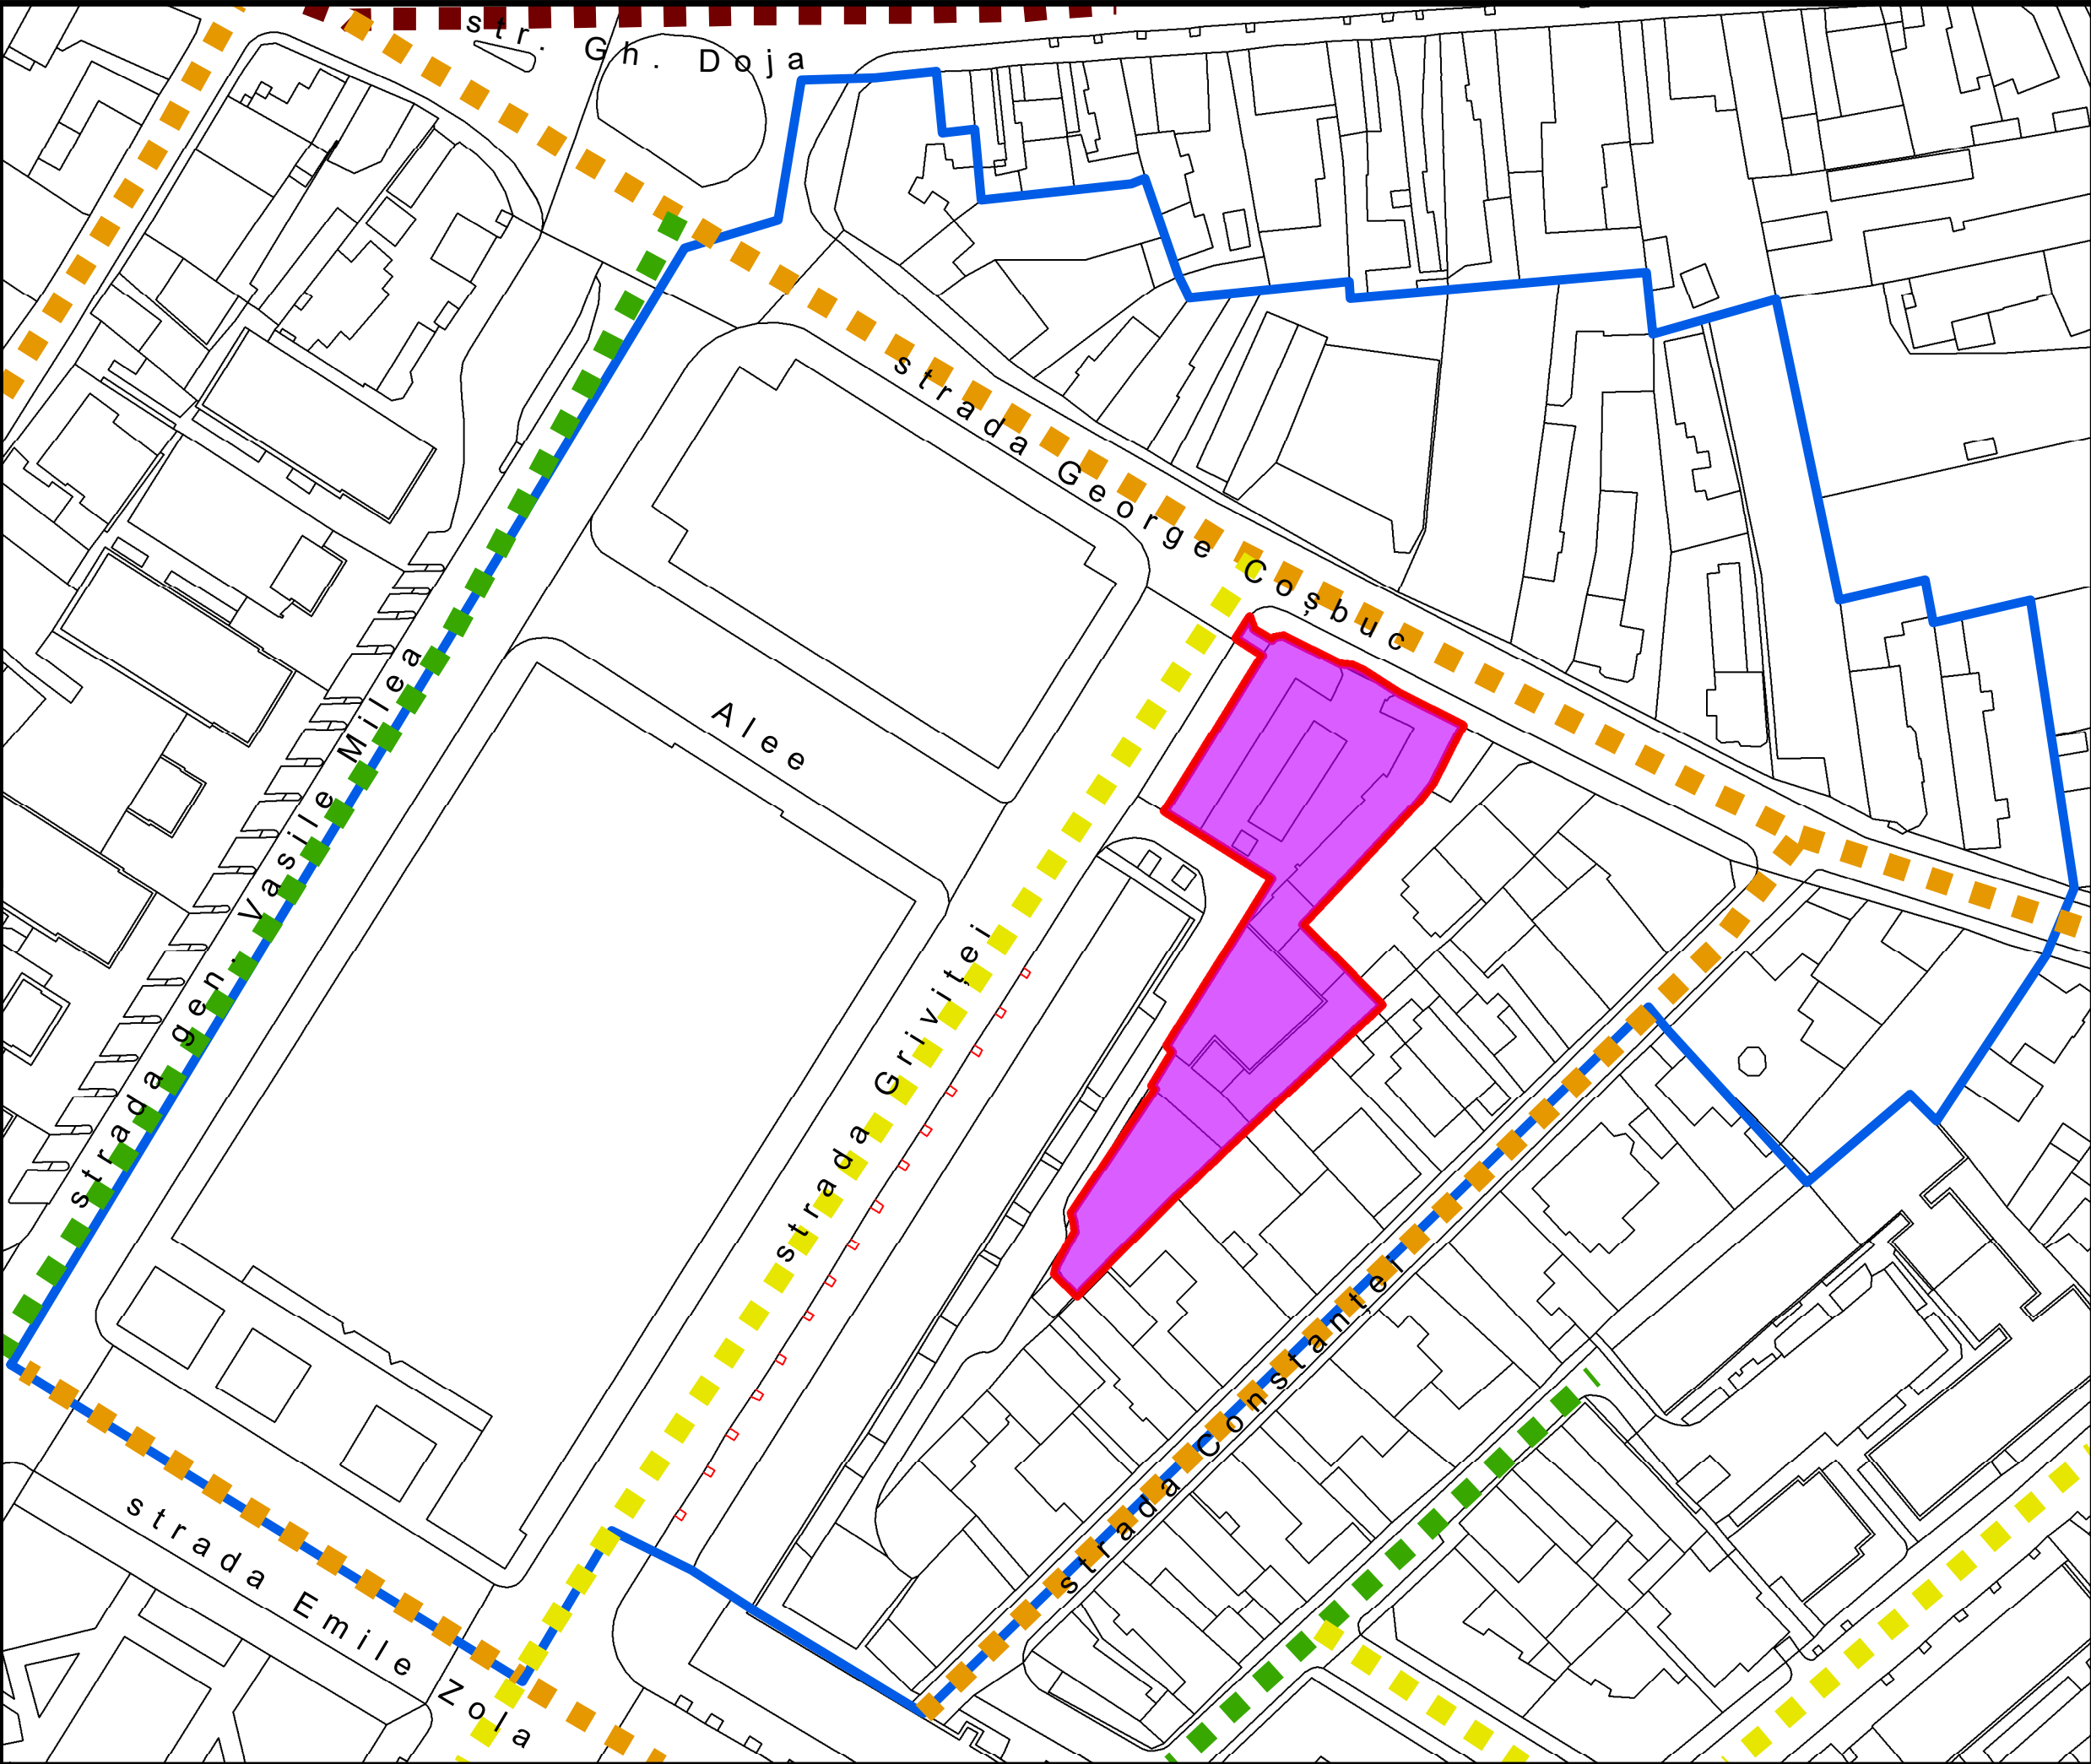 str. Gh. Doja
strada George Coșbuc
Alee
strada gen. Vasile Milea
strada Griviței
strada Constanței
strada Emile Zola